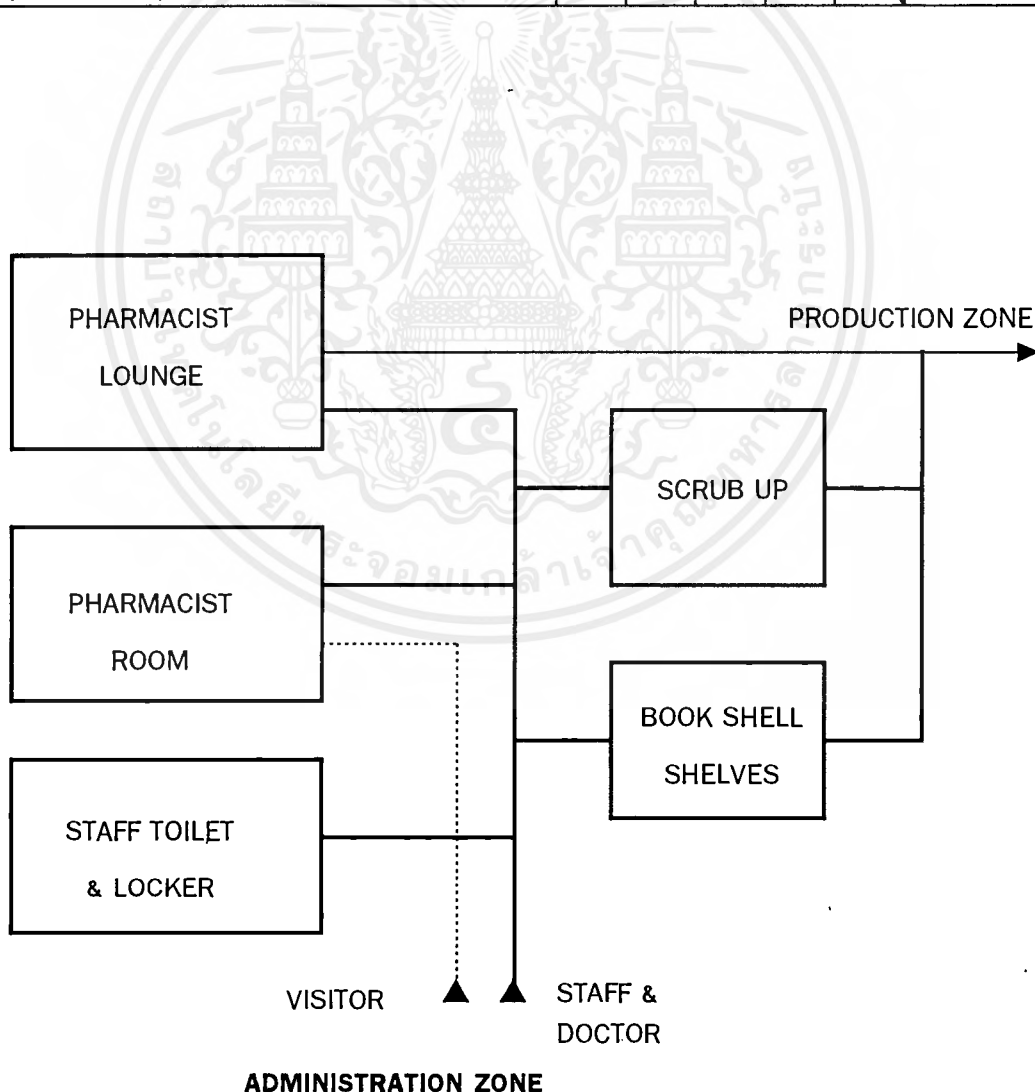 PHARMACIST
LOUNGE
PRODUCTION ZONE
SCRUB UP
PHARMACIST
ROOM
BOOK SHELL
SHELVES
STAFF TOILET
& LOCKER
VISITOR
STAFF &
DOCTOR
ADMINISTRATION ZONE